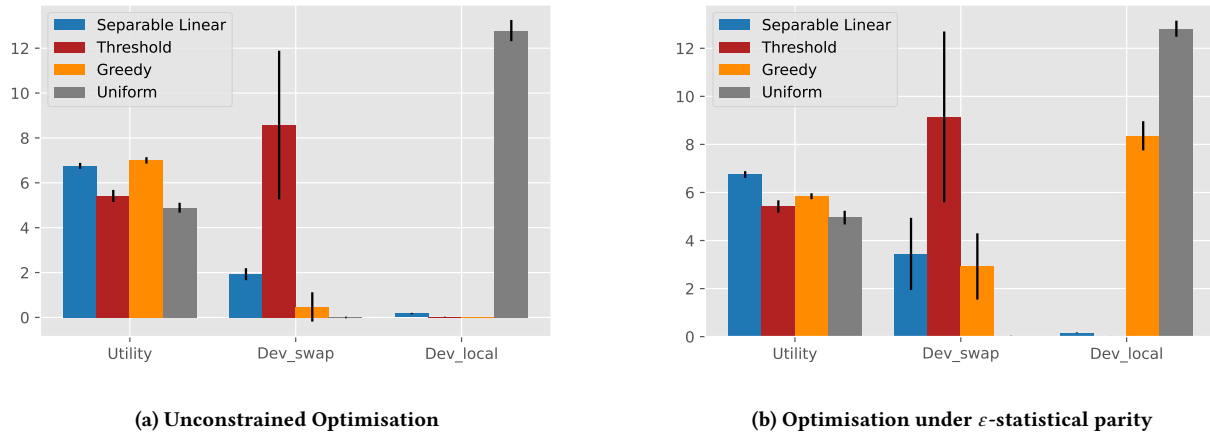 Separable Linear
Threshold
Greedy
Uniform
12
10
8
6
4
2
0
Utility
Dev_swap
Dev_local
(a) Unconstrained Optimisation
Separable Linear
Threshold
Greedy
Uniform
12
10
8
6
4
2
0
Utility
Dev_swap
Dev_local
(b) Optimisation under ε-statistical parity